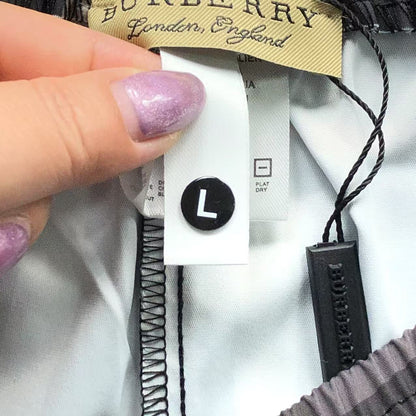 BURBERRY
London, England
L
FLAT
DRY
BURBERRY